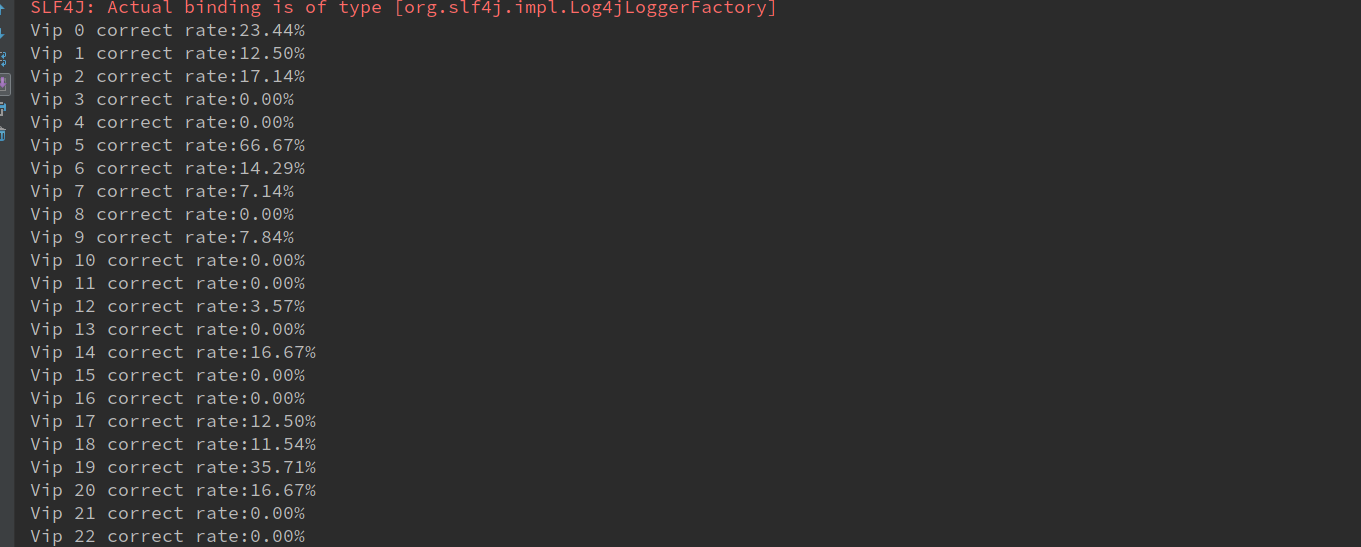 SLF4J: Actual binding is of type [org.slf4j.impl.Log4jLoggerFactory]
Vip 0 correct rate:23.44%
Vip 1 correct rate:12.50%
Vip 2 correct rate:17.14%
Vip 3 correct rate:0.00%
Vip 4 correct rate:0.00%
Vip 5 correct rate:66.67%
Vip 6 correct rate:14.29%
Vip 7 correct rate:7.14%
Vip 8 correct rate:0.00%
Vip 9 correct rate:7.84%
Vip 10 correct rate:0.00%
Vip 11 correct rate:0.00%
Vip 12 correct rate:3.57%
Vip 13 correct rate:0.00%
Vip 14 correct rate:16.67%
Vip 15 correct rate:0.00%
Vip 16 correct rate:0.00%
Vip 17 correct rate:12.50%
Vip 18 correct rate:11.54%
Vip 19 correct rate:35.71%
Vip 20 correct rate:16.67%
Vip 21 correct rate:0.00%
Vip 22 correct rate:0.00%